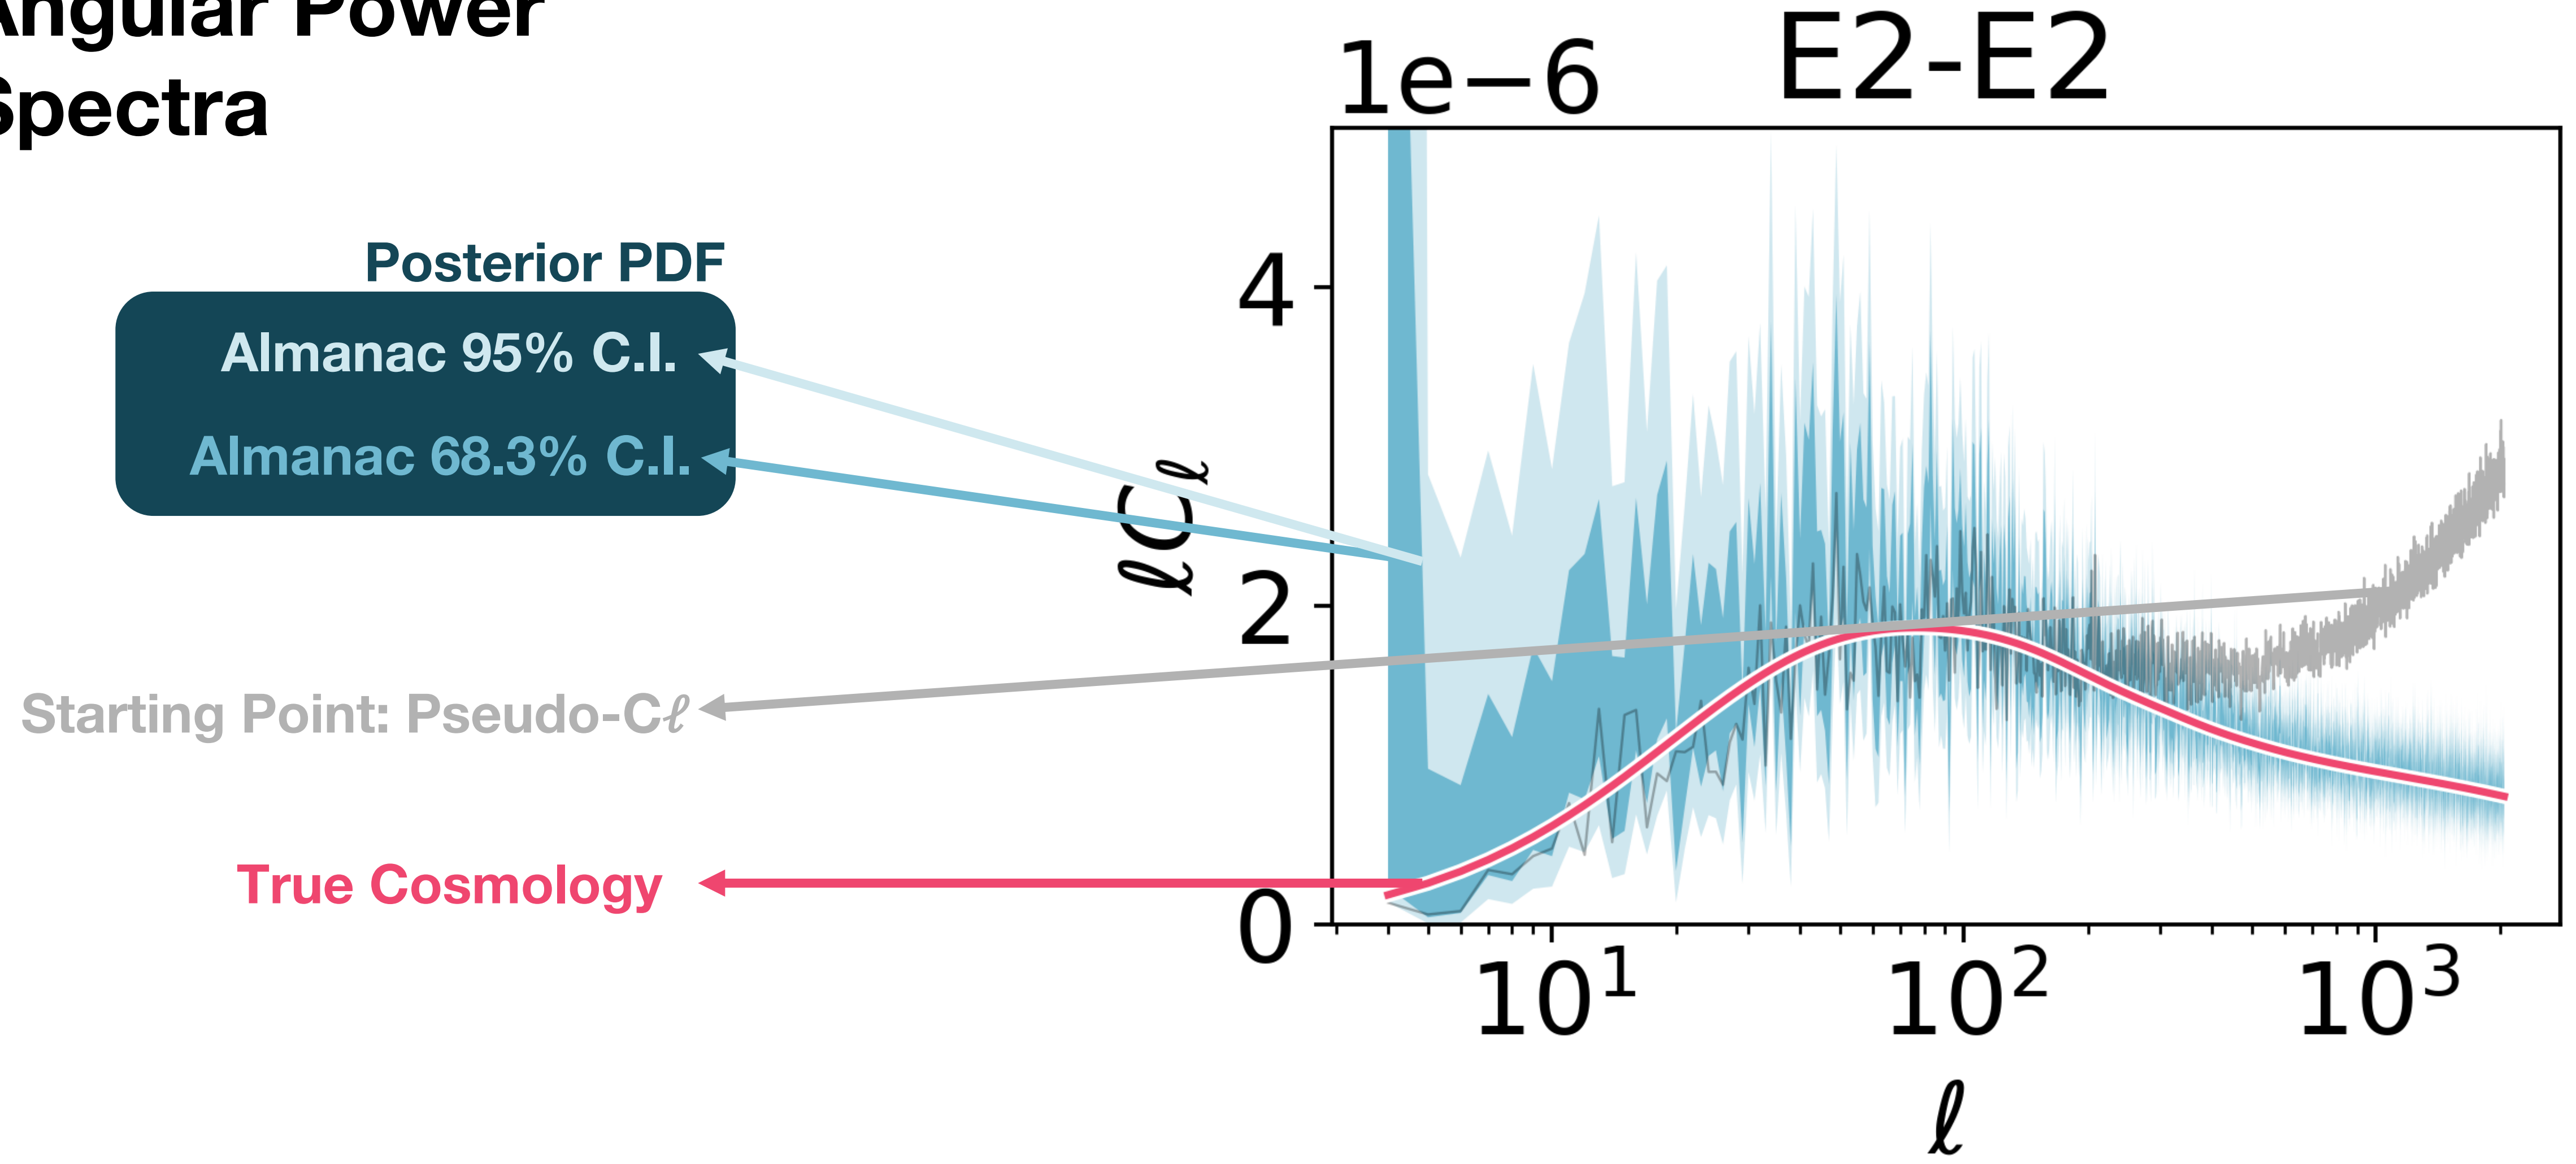 Angular Power
Spectra
Posterior PDF
Almanac 95% C.I.
Almanac 68.3% C.I.
Starting Point: Pseudo-Cℓ
True Cosmology
1e−6
E2-E2
ℓCℓ
4
2
0
10¹ 10² 10³
ℓ